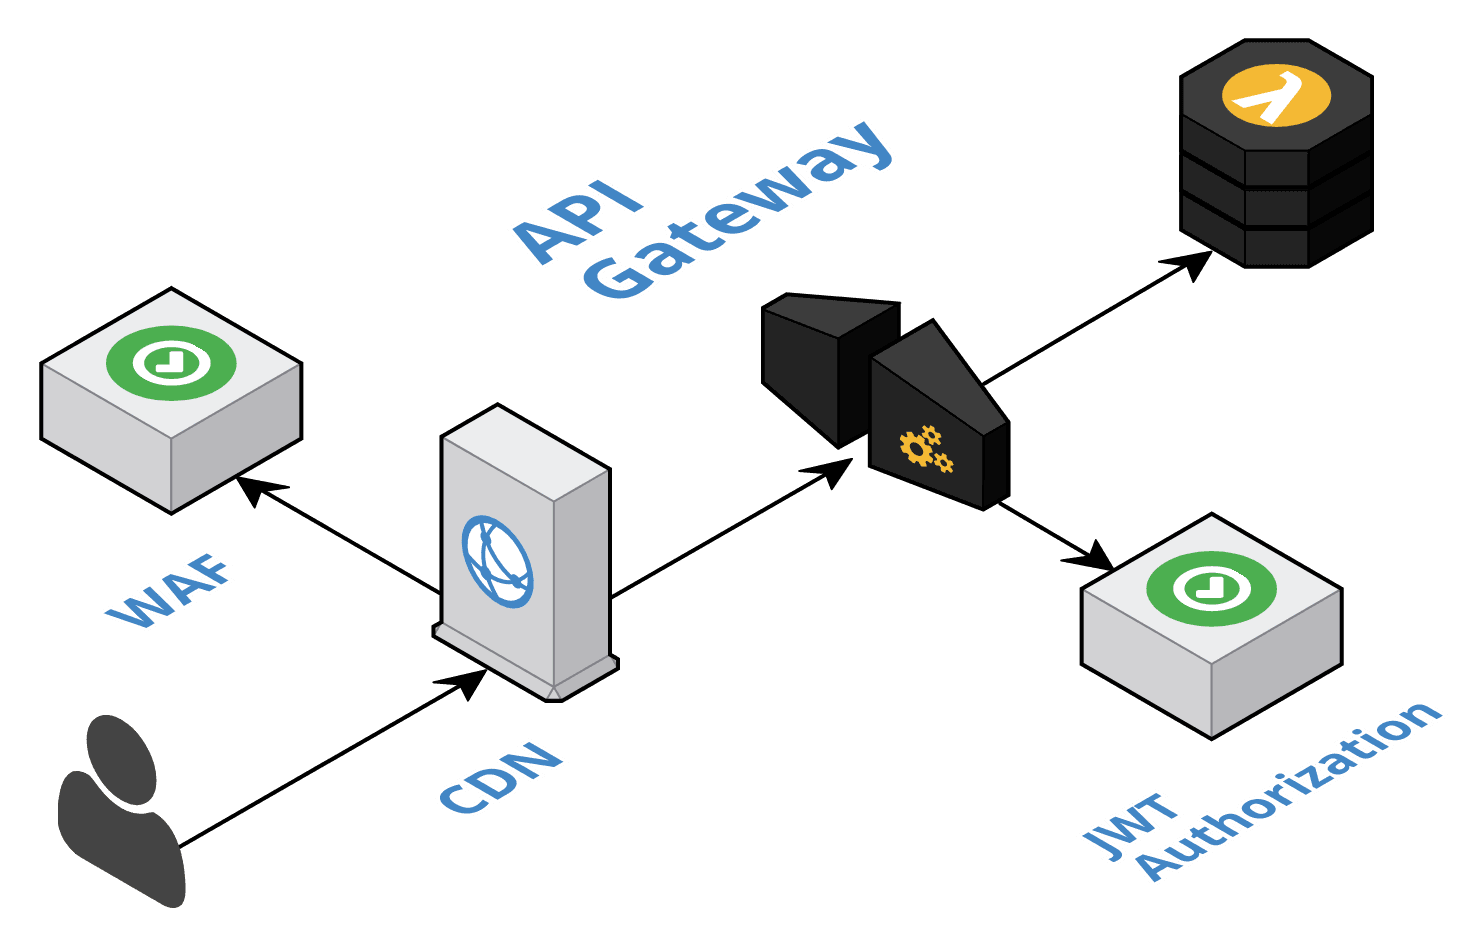 API
Gateway
WAF
CDN
JWT
Authorization